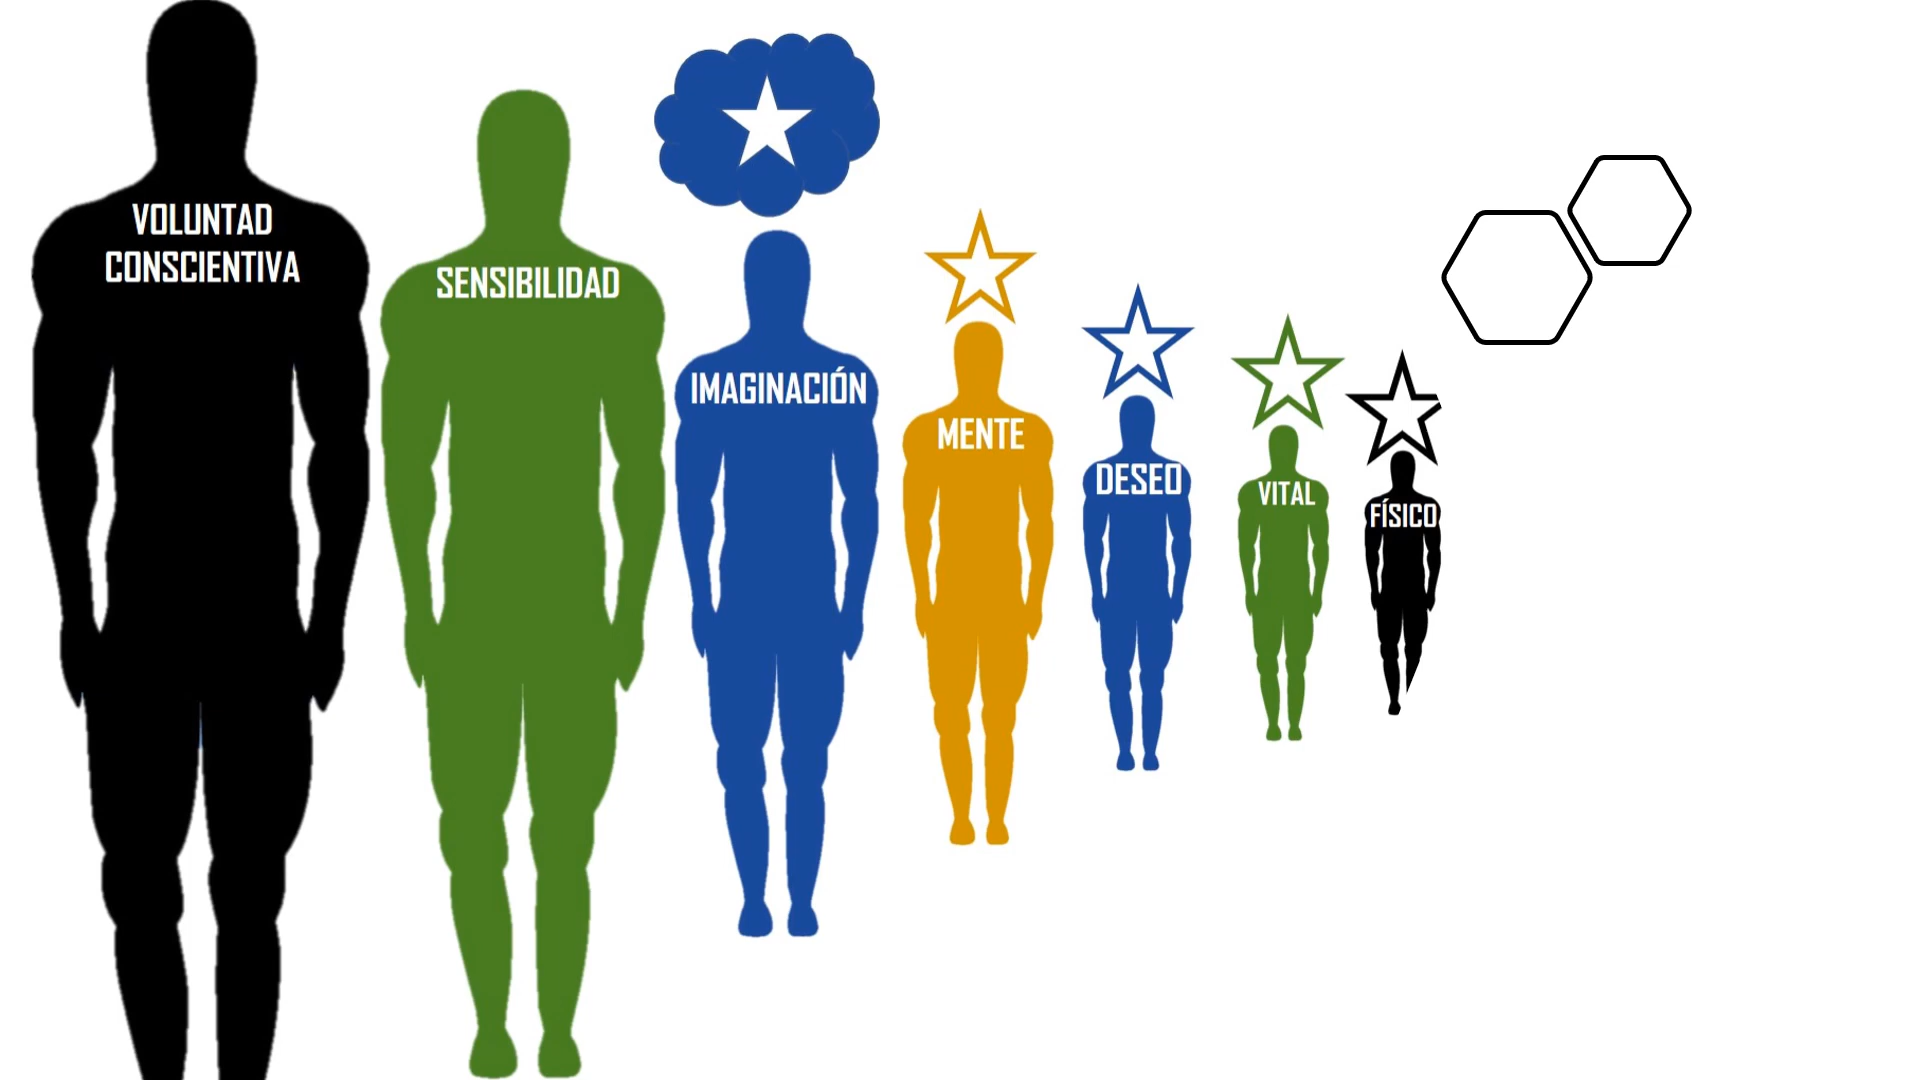 VOLUNTAD
CONSCIENTIVA
SENSIBILIDAD
IMAGINACIÓN
MENTE
DESEO
VITAL
FÍSICO